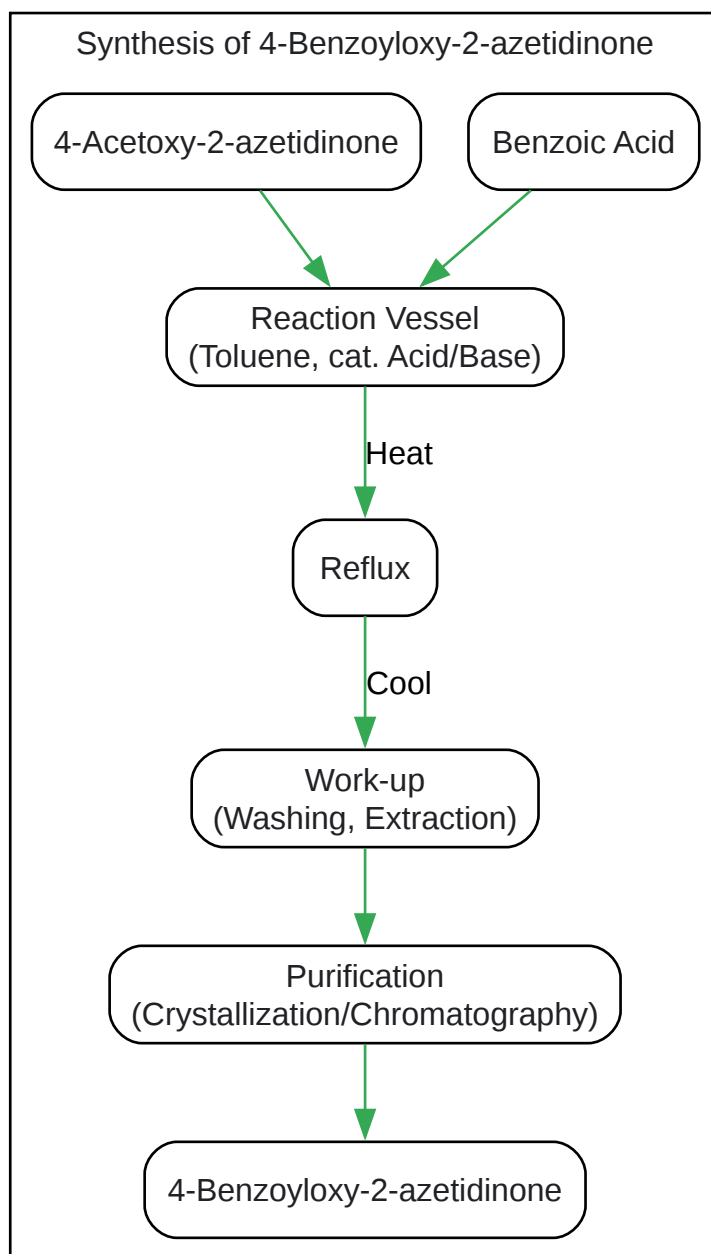 Synthesis of 4-Benzoyloxy-2-azetidinone
4-Acetoxy-2-azetidinone
Benzoic Acid
Reaction Vessel
(Toluene, cat. Acid/Base)
Heat
Reflux
Cool
Work-up
(Washing, Extraction)
Purification
(Crystallization/Chromatography)
4-Benzoyloxy-2-azetidinone